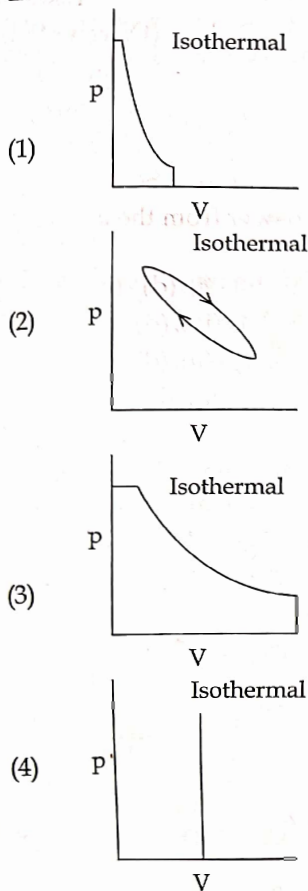 Isothermal
p
(1)
V
Isothermal
(2)
p
V
Isothermal
p
(3)
V
Isothermal
(4)
p
V